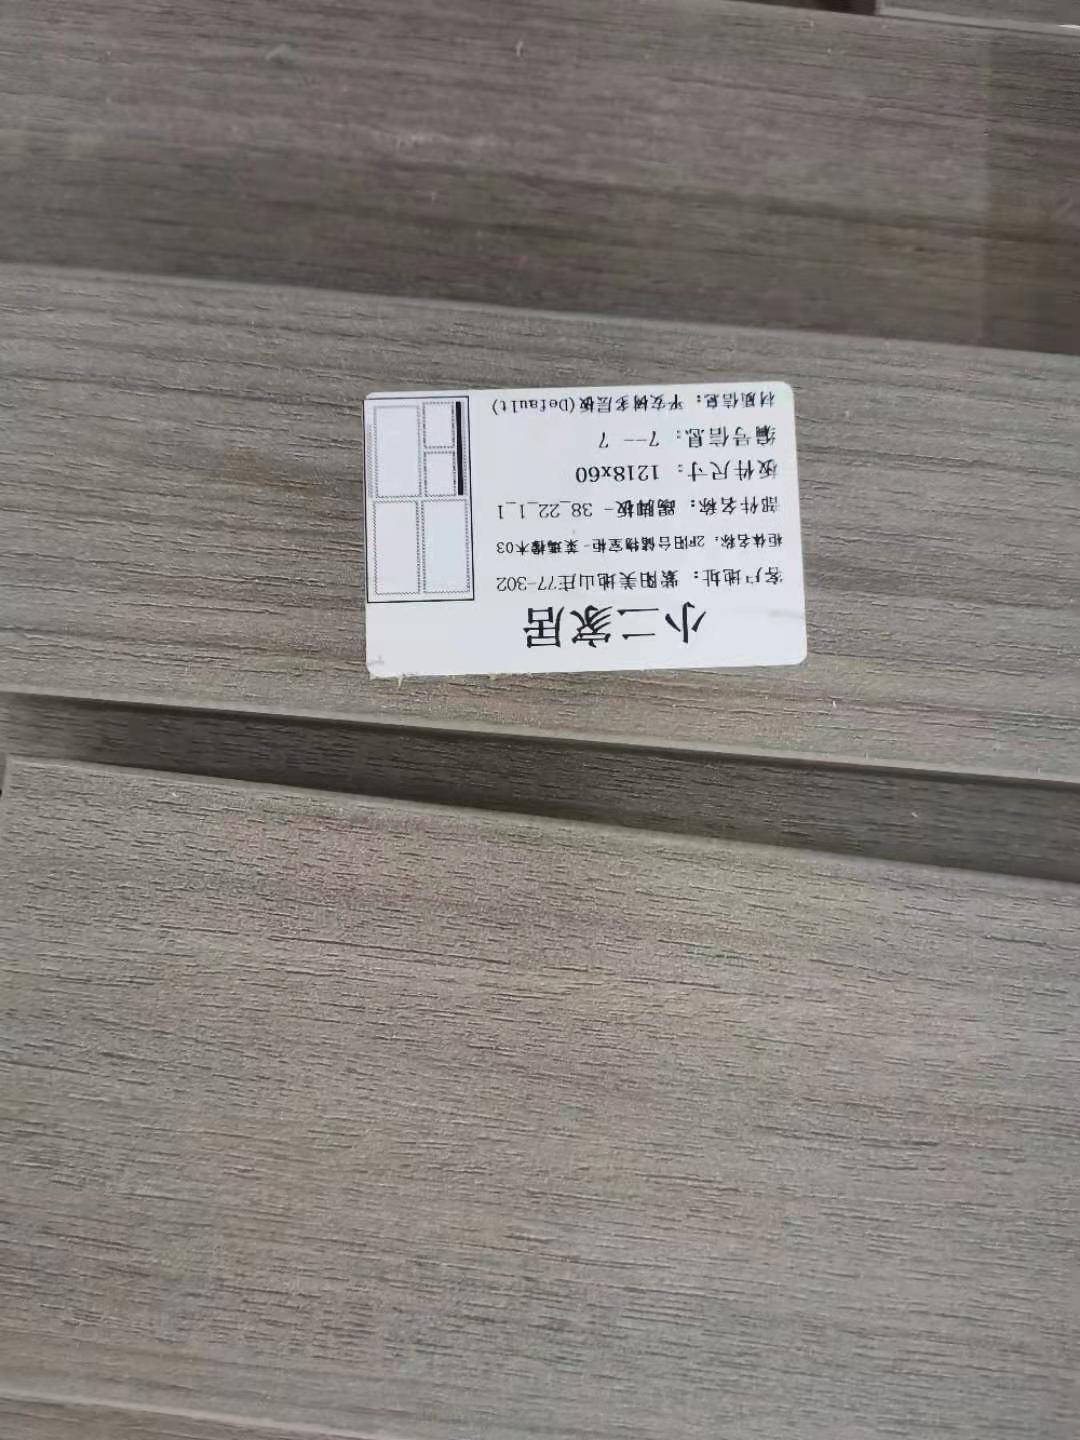 小二家居
客户地址：紫阳美地山庄77-302
柜体名称：2F阳台储物室柜-莱瑞橡木03
部件名称：踢脚板- 38_22_1_1
板件尺寸：1218x60
编号信息：7-- 7
材质信息：平安树多层板(Default)